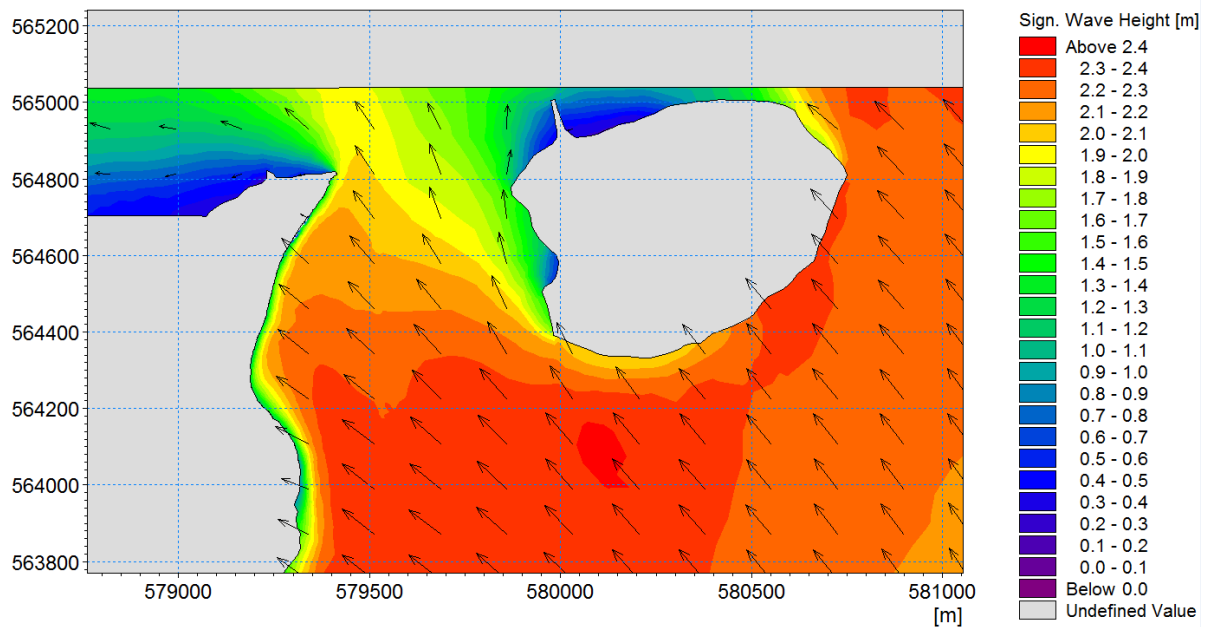 Sign. Wave Height [m]
Above 2.4
2.3 - 2.4
2.2 - 2.3
2.1 - 2.2
2.0 - 2.1
1.9 - 2.0
1.8 - 1.9
1.7 - 1.8
1.6 - 1.7
1.5 - 1.6
1.4 - 1.5
1.3 - 1.4
1.2 - 1.3
1.1 - 1.2
1.0 - 1.1
0.9 - 1.0
0.8 - 0.9
0.7 - 0.8
0.6 - 0.7
0.5 - 0.6
0.4 - 0.5
0.3 - 0.4
0.2 - 0.3
0.1 - 0.2
0.0 - 0.1
Below 0.0
Undefined Value
565200
565000
564800
564600
564400
564200
564000
563800
579000 579500 580000 580500 581000
[m]